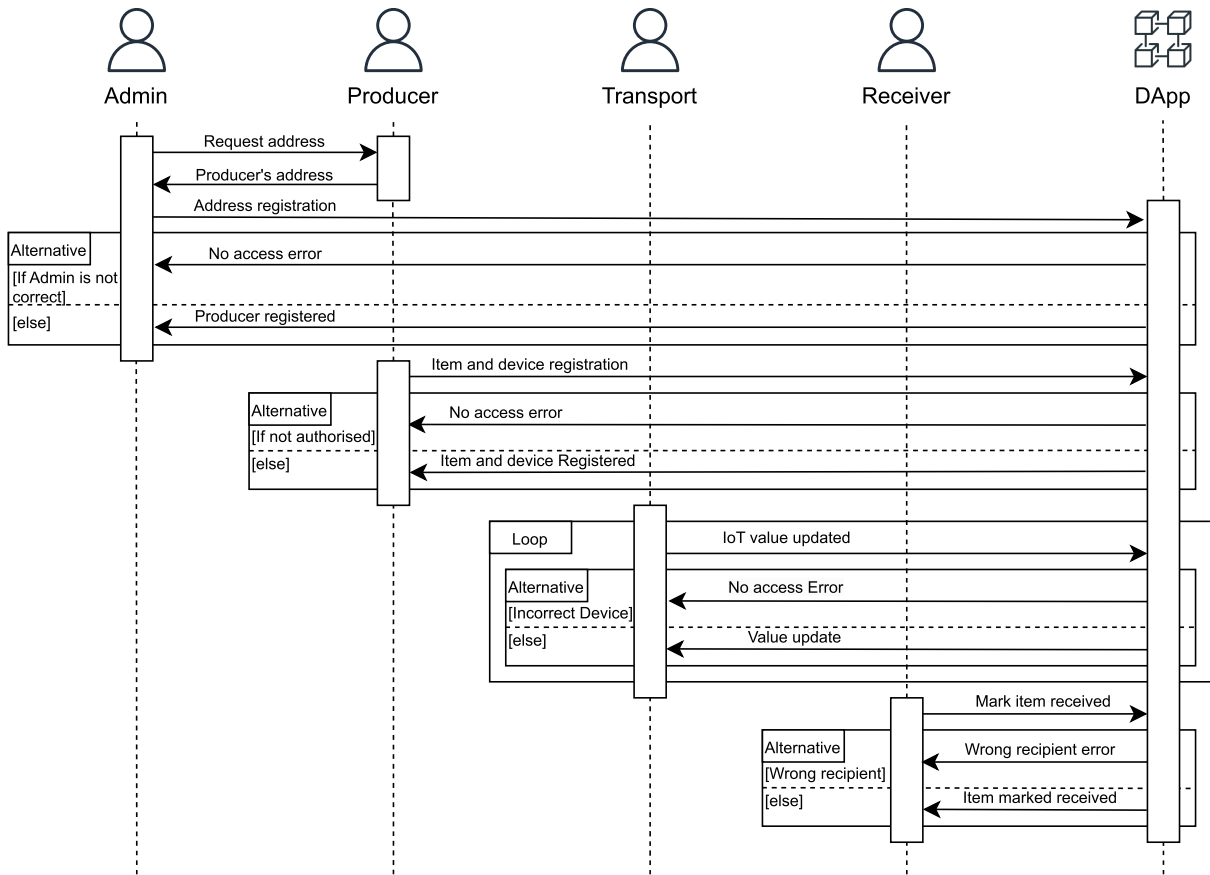 Admin
Producer
Transport
Receiver
DApp
Request address
Producer's address
Address registration
Alternative
No access error
[If Admin is not
correct]
[else]
Producer registered
Item and device registration
Alternative
No access error
[If not authorised]
[else]
Item and device Registered
Loop
IoT value updated
Alternative
No access Error
[Incorrect Device]
[else]
Value update
Mark item received
Alternative
Wrong recipient error
[Wrong recipient]
[else]
Item marked received